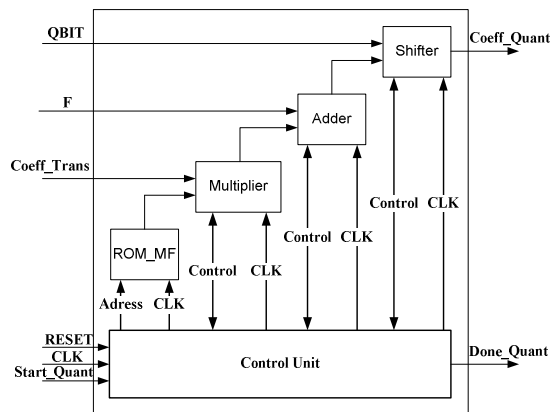 QBIT
Coeff_Quant
Shifter
F
Adder
Coeff_Trans
Multiplier
Control
CLK
ROM_MF
Control
CLK
Control
CLK
Adress
CLK
RESET
CLK
Start_Quant
Control Unit
Done_Quant